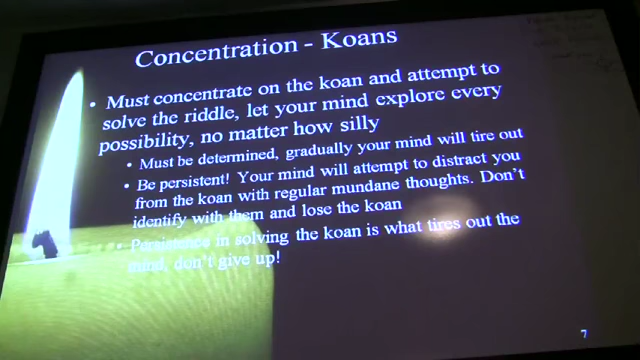 Concentration - Koans
• Must concentrate on the koan and attempt to
solve the riddle, let your mind explore every
possibility, no matter how silly
• Must be determined, gradually your mind will tire out
• Be persistent! Your mind will attempt to distract you
from the koan with regular mundane thoughts. Don't
identify with them and lose the koan
• Persistence in solving the koan is what tires out the
mind, don't give up!
7